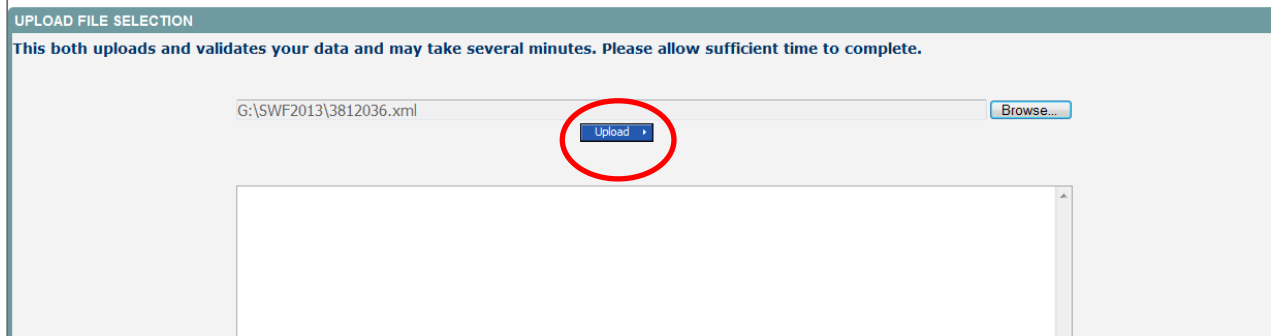 UPLOAD FILE SELECTION
This both uploads and validates your data and may take several minutes. Please allow sufficient time to complete.
G:\SWF2013\3812036.xml
Browse...
Upload